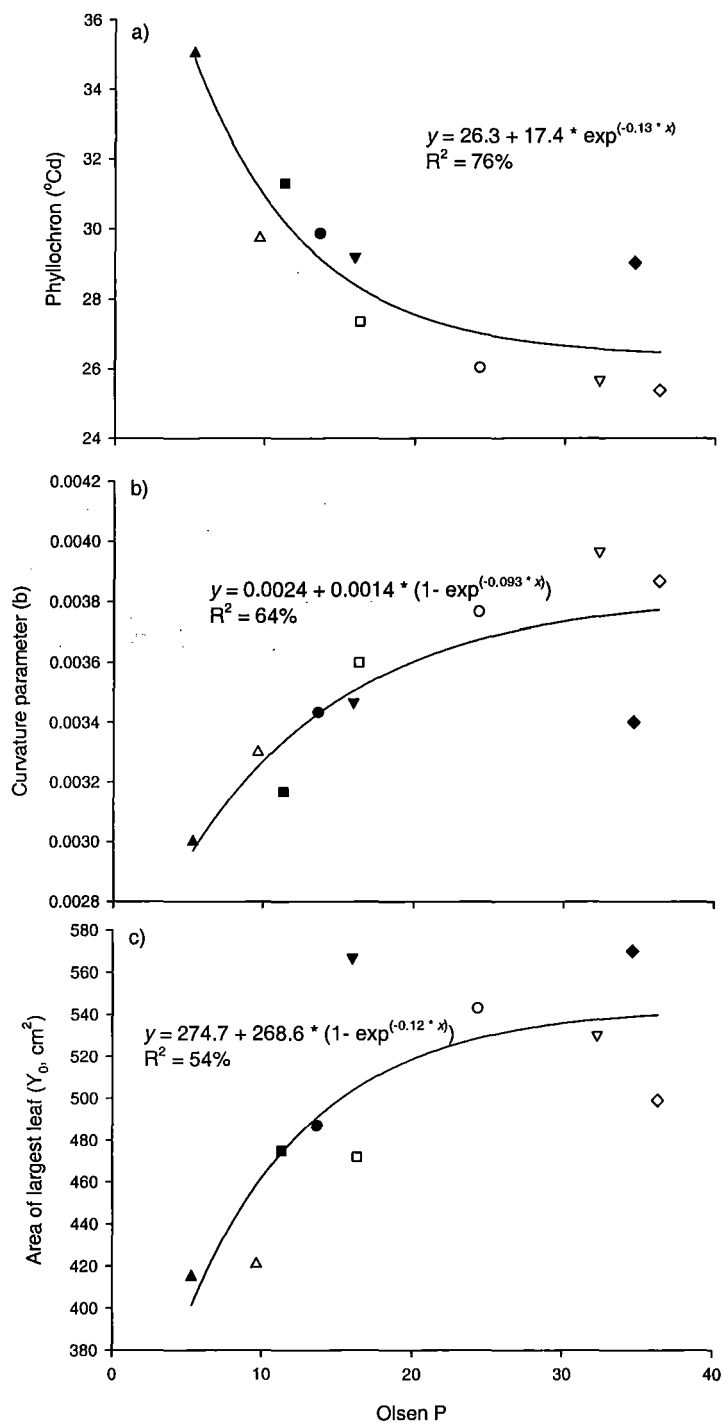 a)
36
34
32
30
28
26
24
Phyllochron (°Cd)
y = 26.3 + 17.4 * exp(-0.13 * x)
R² = 76%
b)
0.0042
0.0040
0.0038
0.0036
0.0034
0.0032
0.0030
0.0028
Curvature parameter (b)
y = 0.0024 + 0.0014 * (1- exp(-0.093 * x)
R² = 64%
c)
580
560
540
520
500
480
460
440
420
400
380
Area of largest leaf (Y₀, cm²)
y = 274.7 + 268.6 * (1- exp(-0.12 * x)
R² = 54%
0 10 20 30 40
Olsen P